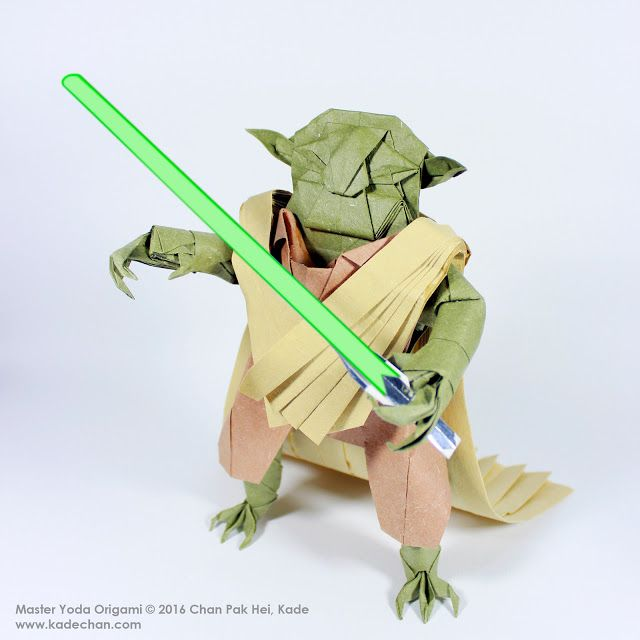 Master Yoda Origami © 2016 Chan Pak Hei, Kade
www.kadechan.com